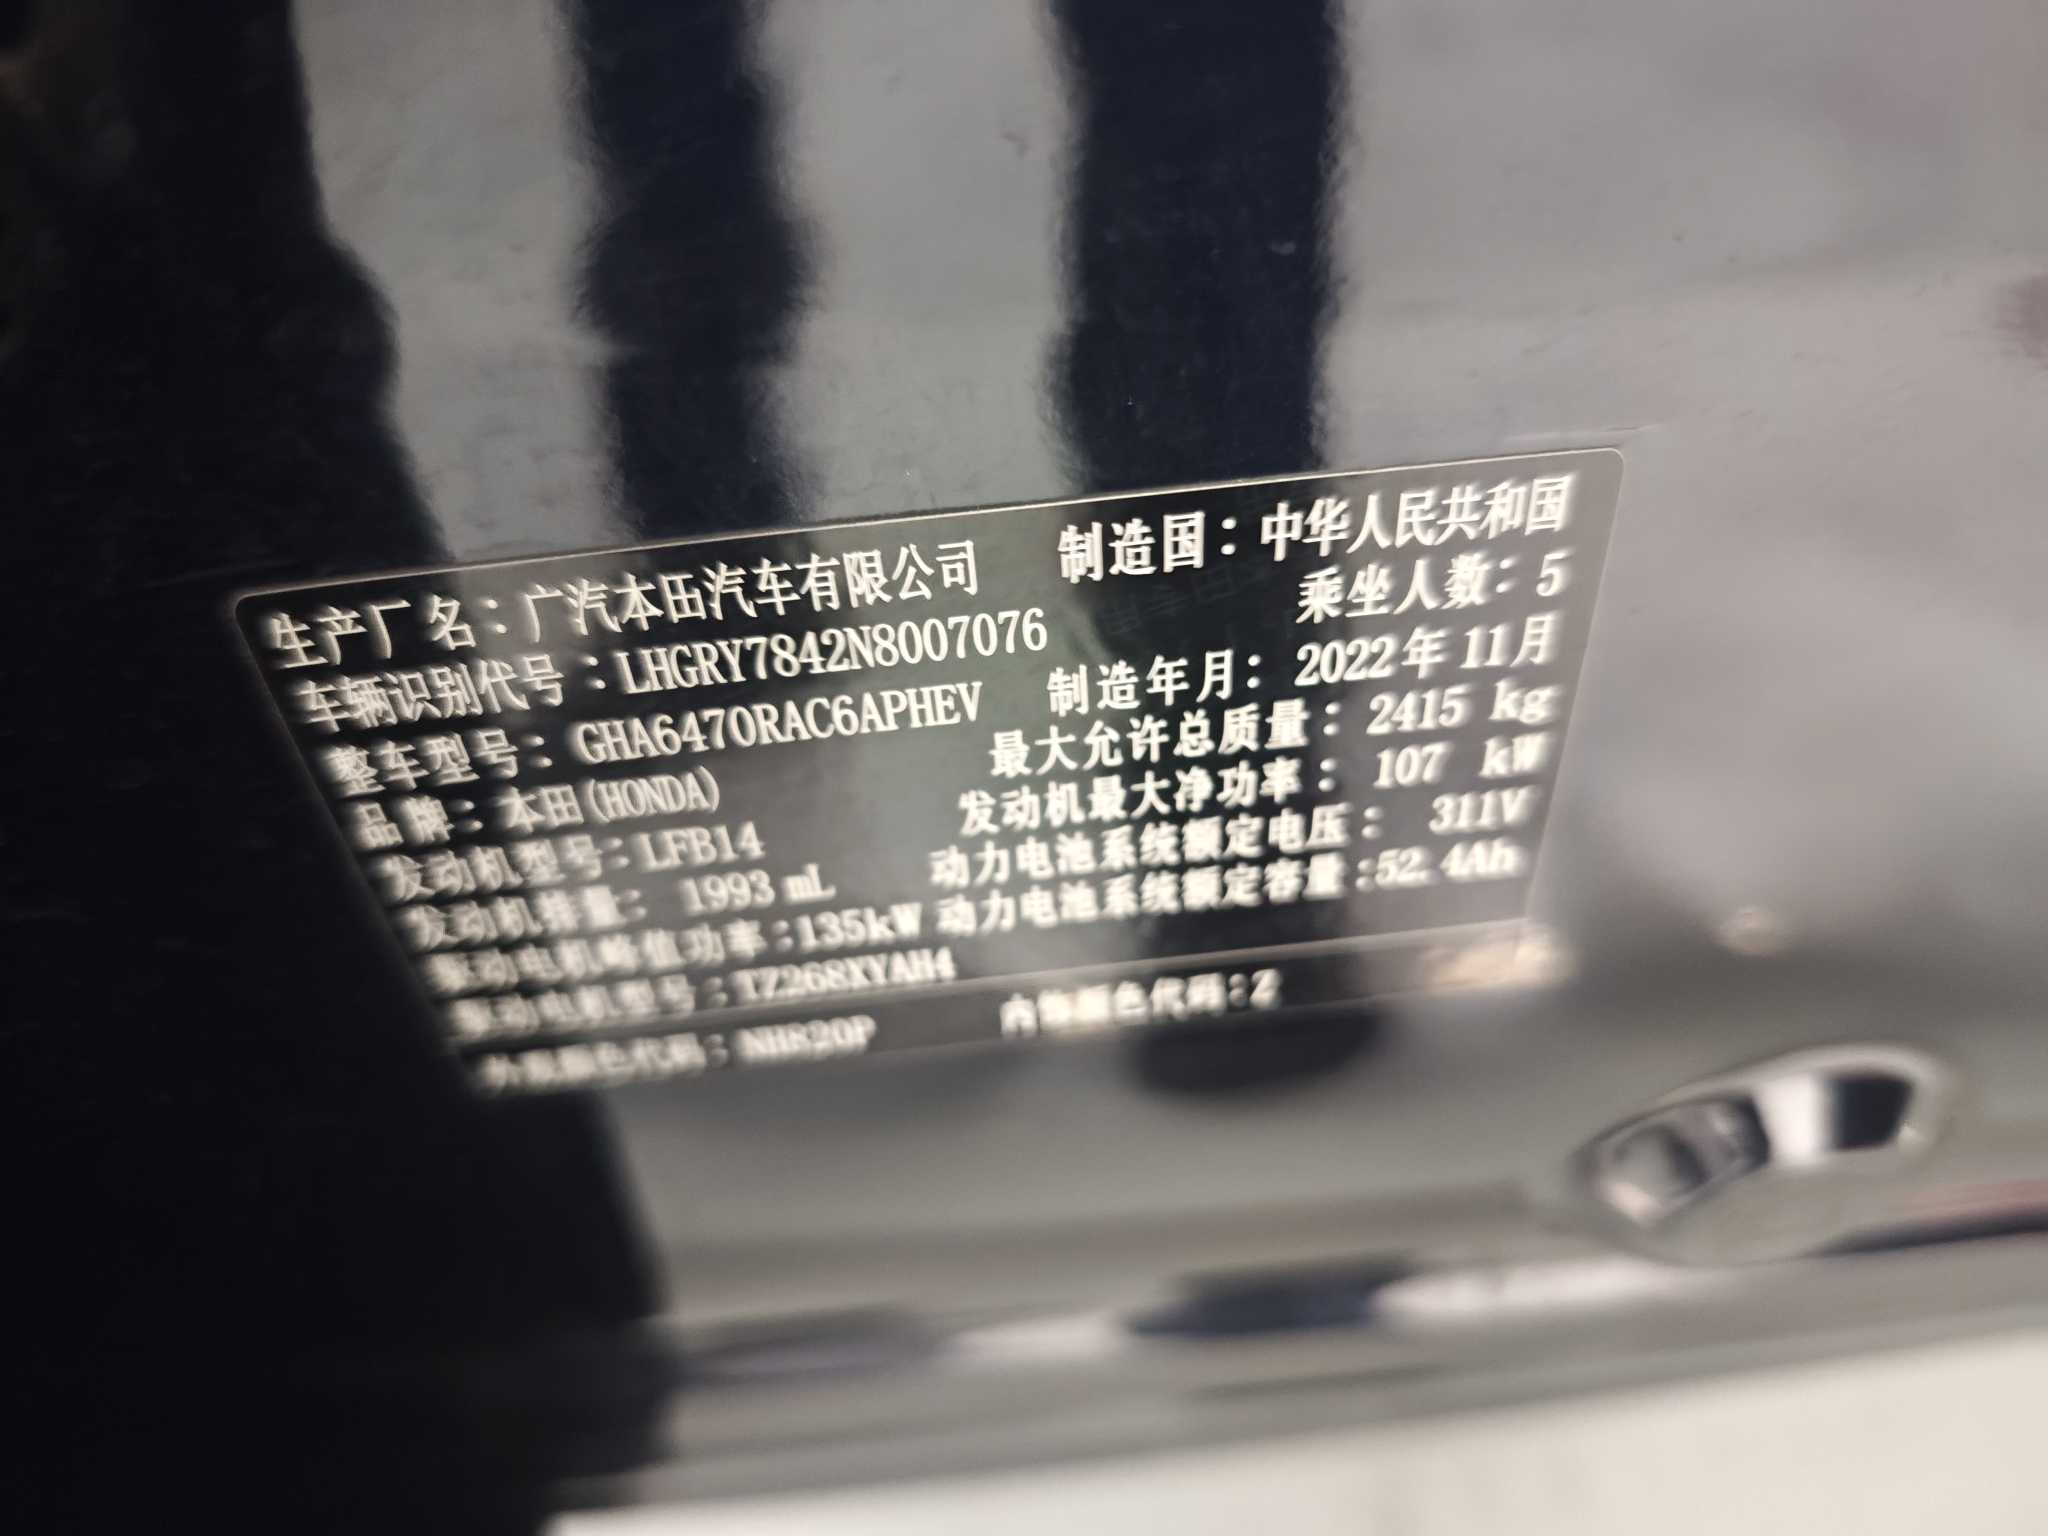 生产厂名：广汽本田汽车有限公司 制造国：中华人民共和国
车辆识别代号：LHGRY7842N8007076 乘坐人数：5
整车型号：GHA6470RAC6APHEV 制造年月：2022年11月
品牌：本田(HONDA) 最大允许总质量：2415 kg
发动机型号：LFB14 发动机最大净功率：107 kW
发动机排量：1993 mL 动力电池系统额定电压：311V
驱动电机峰值功率：135kW 动力电池系统额定容量：52.4Ah
驱动电机型号：TZ268XYAH4
外观颜色代码：NH820P 内饰颜色代码：Z